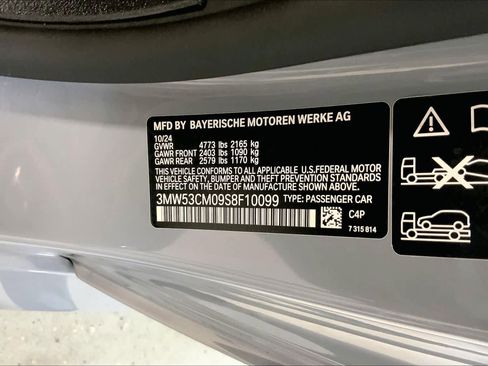 MFD BY BAYERISCHE MOTOREN WERKE AG
10/24
GVWR 4773 lbs 2165 kg
GAWR FRONT 2403 lbs 1090 kg
GAWR REAR 2579 lbs 1170 kg
THIS VEHICLE CONFORMS TO ALL APPLICABLE U.S.FEDERAL MOTOR
VEHICLE SAFETY, BUMPER, AND THEFT PREVENTION STANDARDS
IN EFFECT ON THE DATE OF MANUFACTURE SHOWN ABOVE.
3MW53CM09S8F10099 TYPE: PASSENGER CAR
C4P
7 315 814